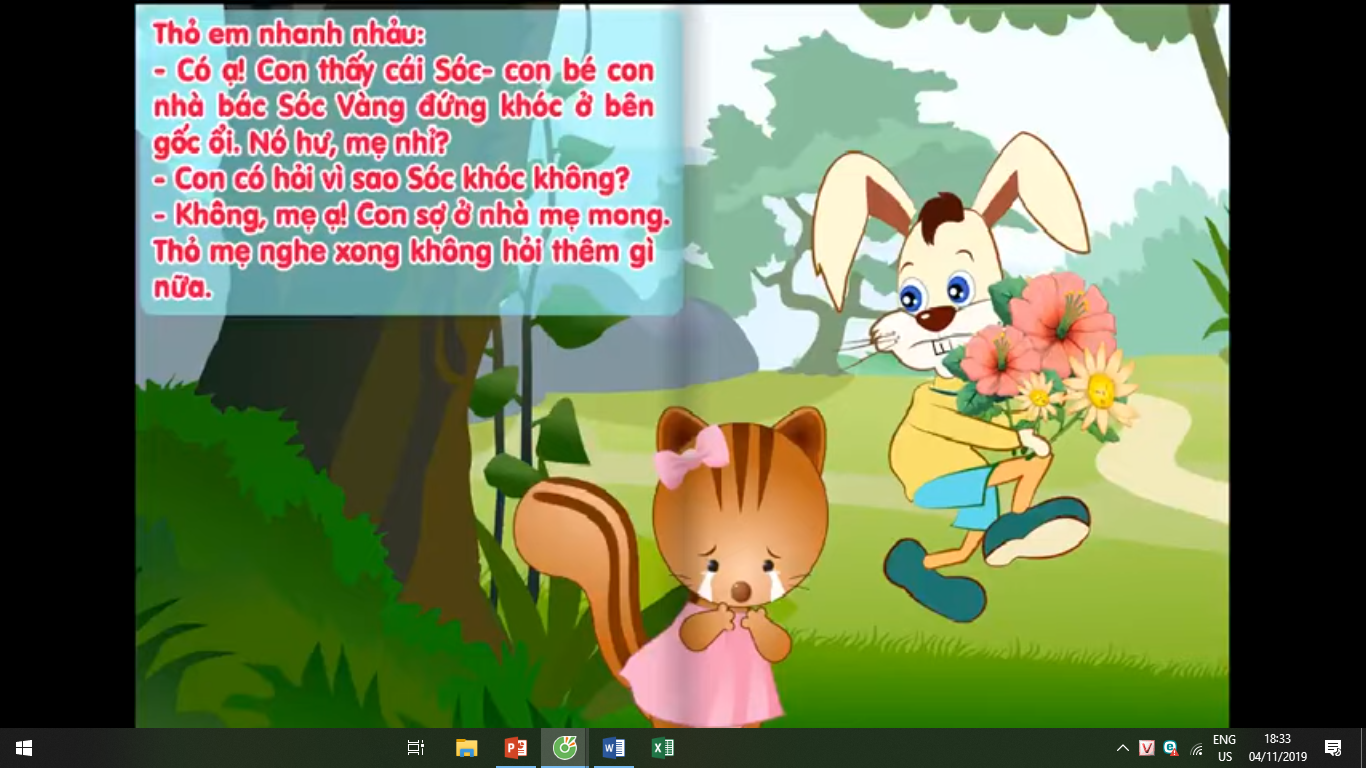 Thỏ em nhanh nhảu:
- Có ạ! Con thấy cái Sóc- con bé con
nhà bác Sóc Vàng đứng khóc ở bên
gốc ổi. Nó hư, mẹ nhỉ?
- Con có hỏi vì sao Sóc khóc không?
- Không, mẹ ạ! Con sợ ở nhà mẹ mong.
Thỏ mẹ nghe xong không hỏi thêm gì
nữa.
ENG
US
18:33
04/11/2019